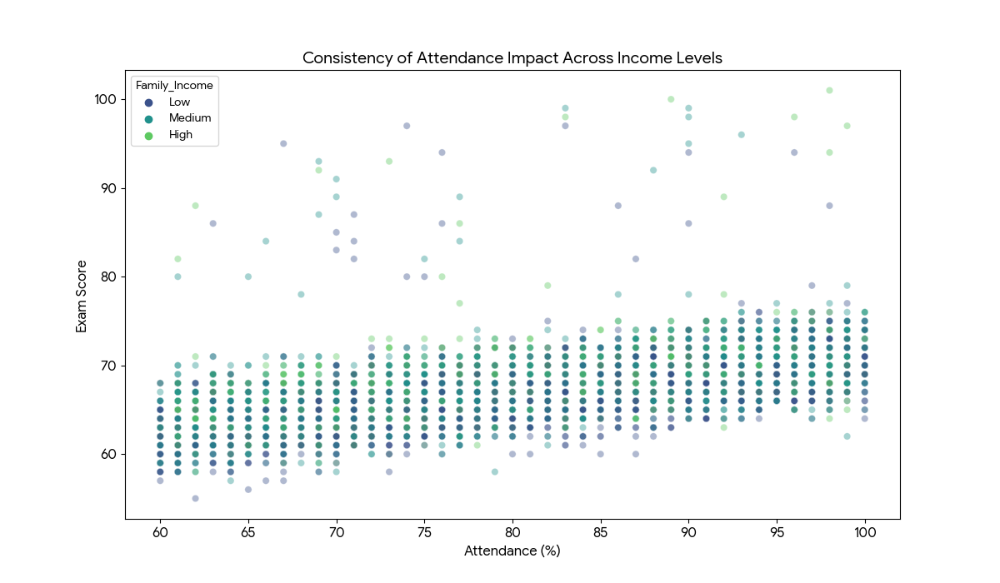 Consistency of Attendance Impact Across Income Levels
Family_Income
Low
Medium
High
100
90
80
70
60
Exam Score
60 65 70 75 80 85 90 95 100
Attendance (%)